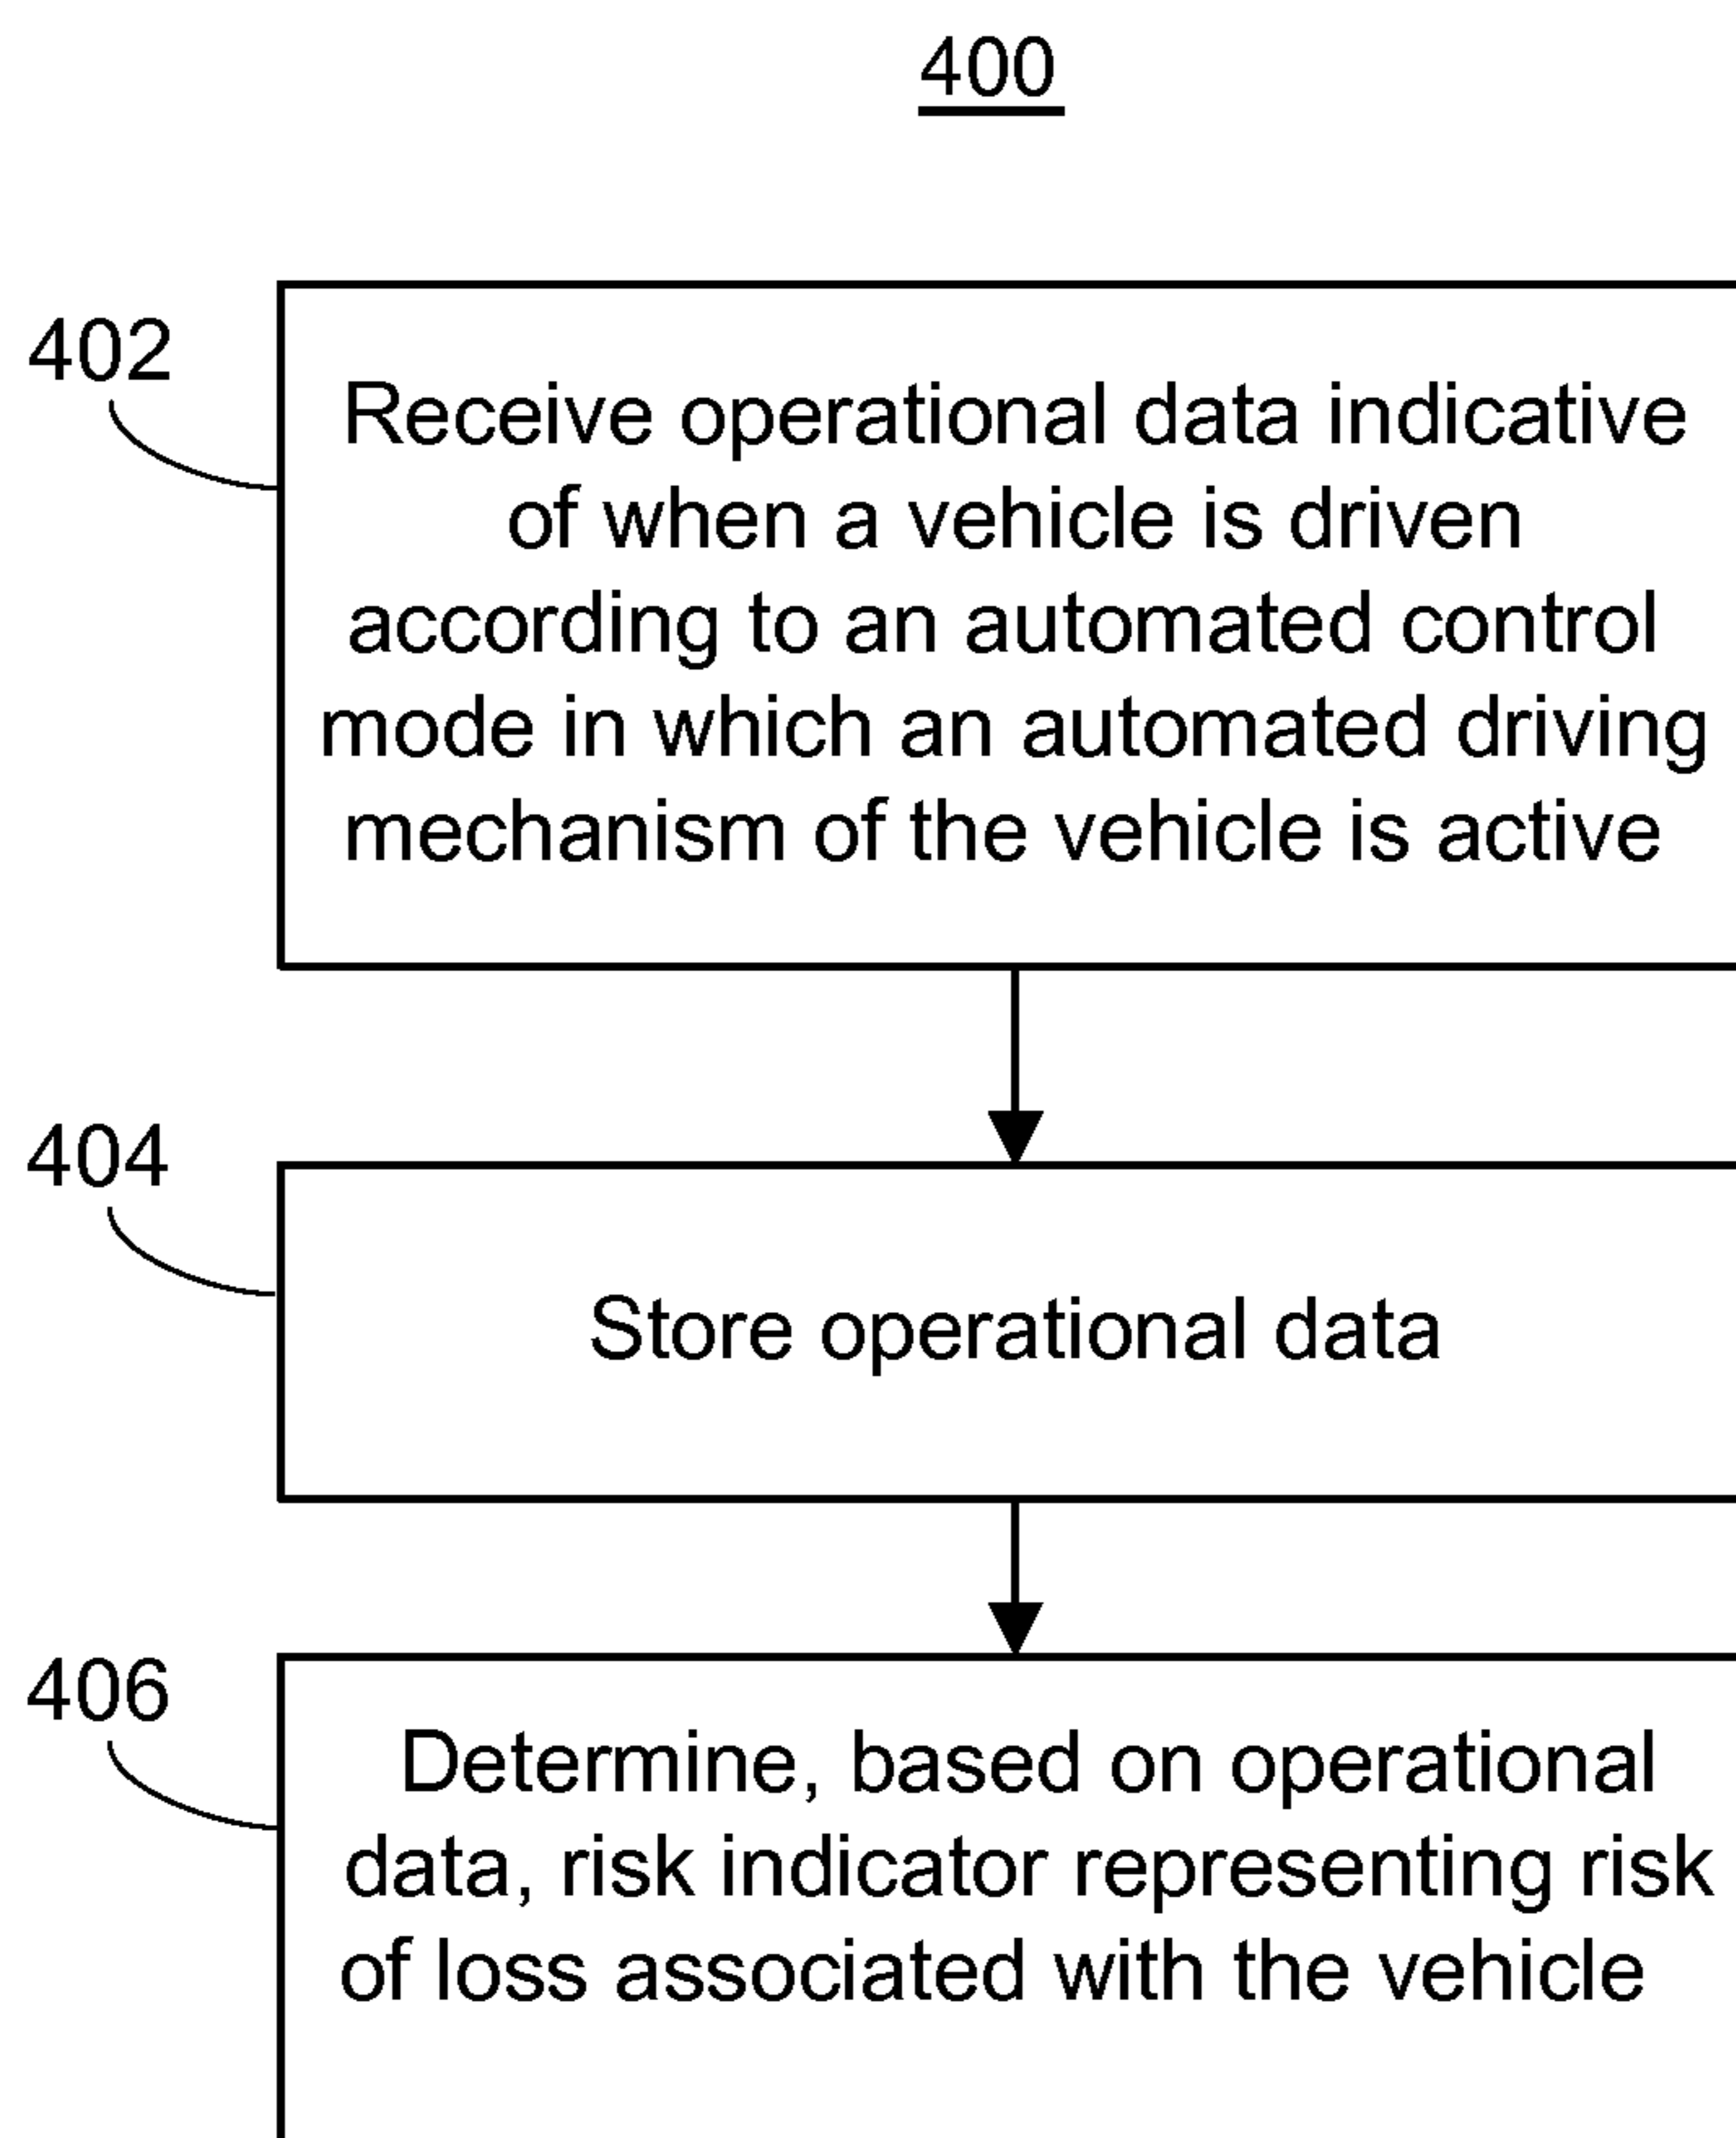 400
402
Receive operational data indicative
of when a vehicle is driven
according to an automated control
mode in which an automated driving
mechanism of the vehicle is active
404
Store operational data
406
Determine, based on operational
data, risk indicator representing risk
of loss associated with the vehicle